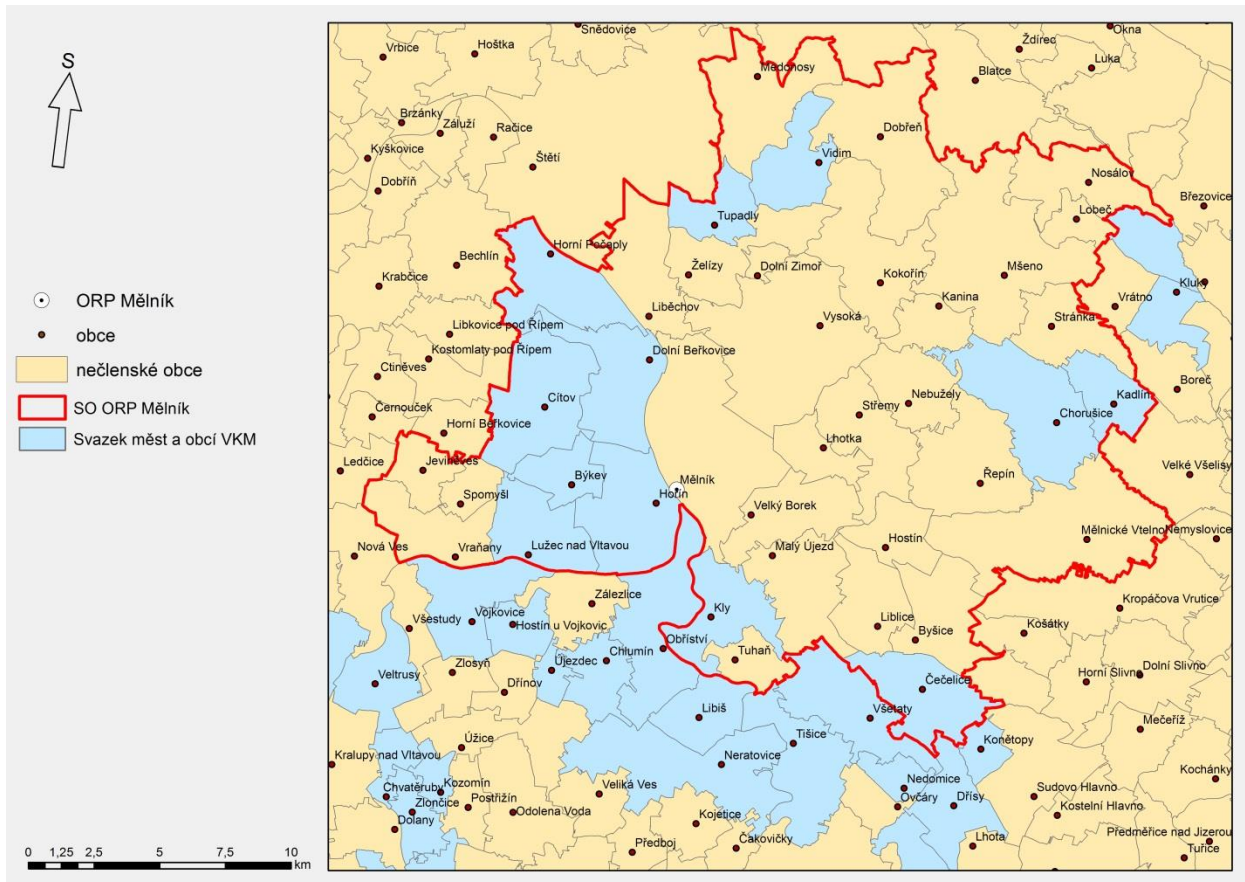 S
ORP Mělník
obce
nečlenské obce
SO ORP Mělník
Svazek měst a obcí VKM
0 1,25 2,5 5 7,5 10
km
Snědovice
Okna
Vrbice
Hoštka
Ždírec
Luka
Medonosy
Blatce
Brzánky
Záluží
Račice
Dobřeň
Kyškovice
Štětí
Vidim
Nosálov
Dobříň
Březovice
Lobeč
Tupadly
Horní Počaply
Bechlín
Želízy
Dolní Zimoř
Mšeno
Krabčice
Kokořín
Kluky
Kanina
Vrátno
Liběchov
Vysoká
Stránka
Libkovice pod Řípem
Kostomlaty pod Řípem
Dolní Beřkovice
Ctiněves
Boreč
Cítov
Nebužely
Kadlín
Černouček
Střemy
Chorušice
Horní Beřkovice
Lhotka
Ledčice
Jeviněves
Velké Všelisy
Býkev
Mělník
Řepín
Spomyšl
Hořín
Velký Borek
Mělnické Vtelno
Nemyslovice
Nová Ves
Vraňany
Lužec nad Vltavou
Malý Újezd
Hostín
Zálezlice
Kropáčova Vrutice
Kly
Vojkovice
Hostín u Vojkovic
Všestudy
Liblice
Byšice
Košátky
Obříství
Tuhaň
Chlumín
Újezdec
Zlosyň
Dolní Slivno
Horní Slivno
Veltrusy
Dřínov
Čečelice
Libiš
Všetaty
Mečeříž
Tišice
Konětopy
Úžice
Neratovice
Kralupy nad Vltavou
Kochánky
Chvatěruby
Kozomín
Veliká Ves
Nedomice
Sudovo Hlavno
Zlončice
Postřižín
Odolena Voda
Ovčáry
Dřísy
Kostelní Hlavno
Dolany
Kojetice
Předboj
Čakovičky
Lhota
Předměřice nad Jizerou
Tuřice